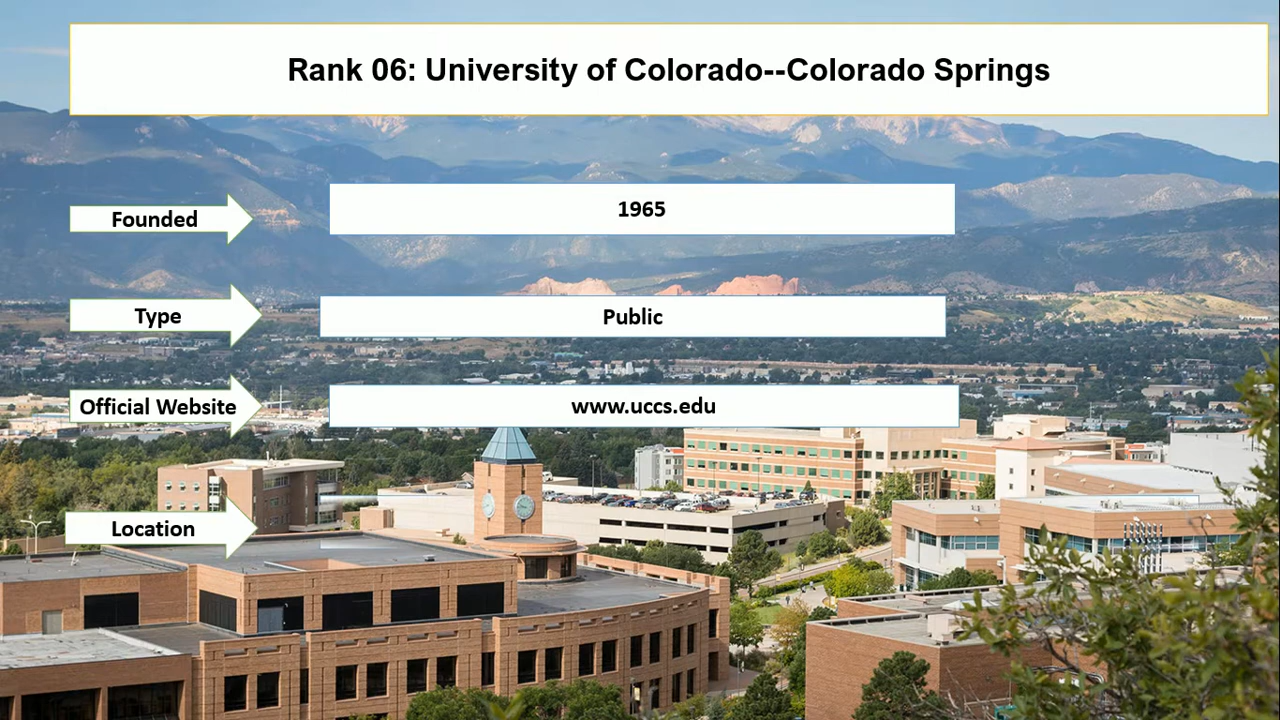 Rank 06: University of Colorado--Colorado Springs
Founded
1965
Type
Public
Official Website
www.uccs.edu
Location